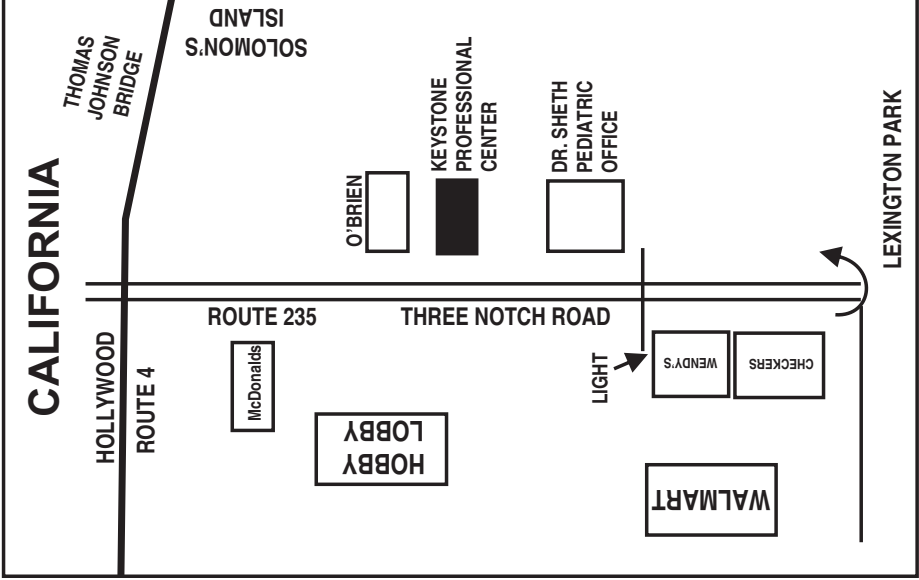 CALIFORNIA
THOMAS
JOHNSON
BRIDGE
SOLOMON'S
ISLAND
HOLLYWOOD
ROUTE 4
O'BRIEN
KEYSTONE
PROFESSIONAL
CENTER
DR. SHETH
PEDIATRIC
OFFICE
ROUTE 235
THREE NOTCH ROAD
McDonalds
HOBBY
LOBBY
LIGHT
WENDY'S
CHECKERS
WALMART
LEXINGTON PARK